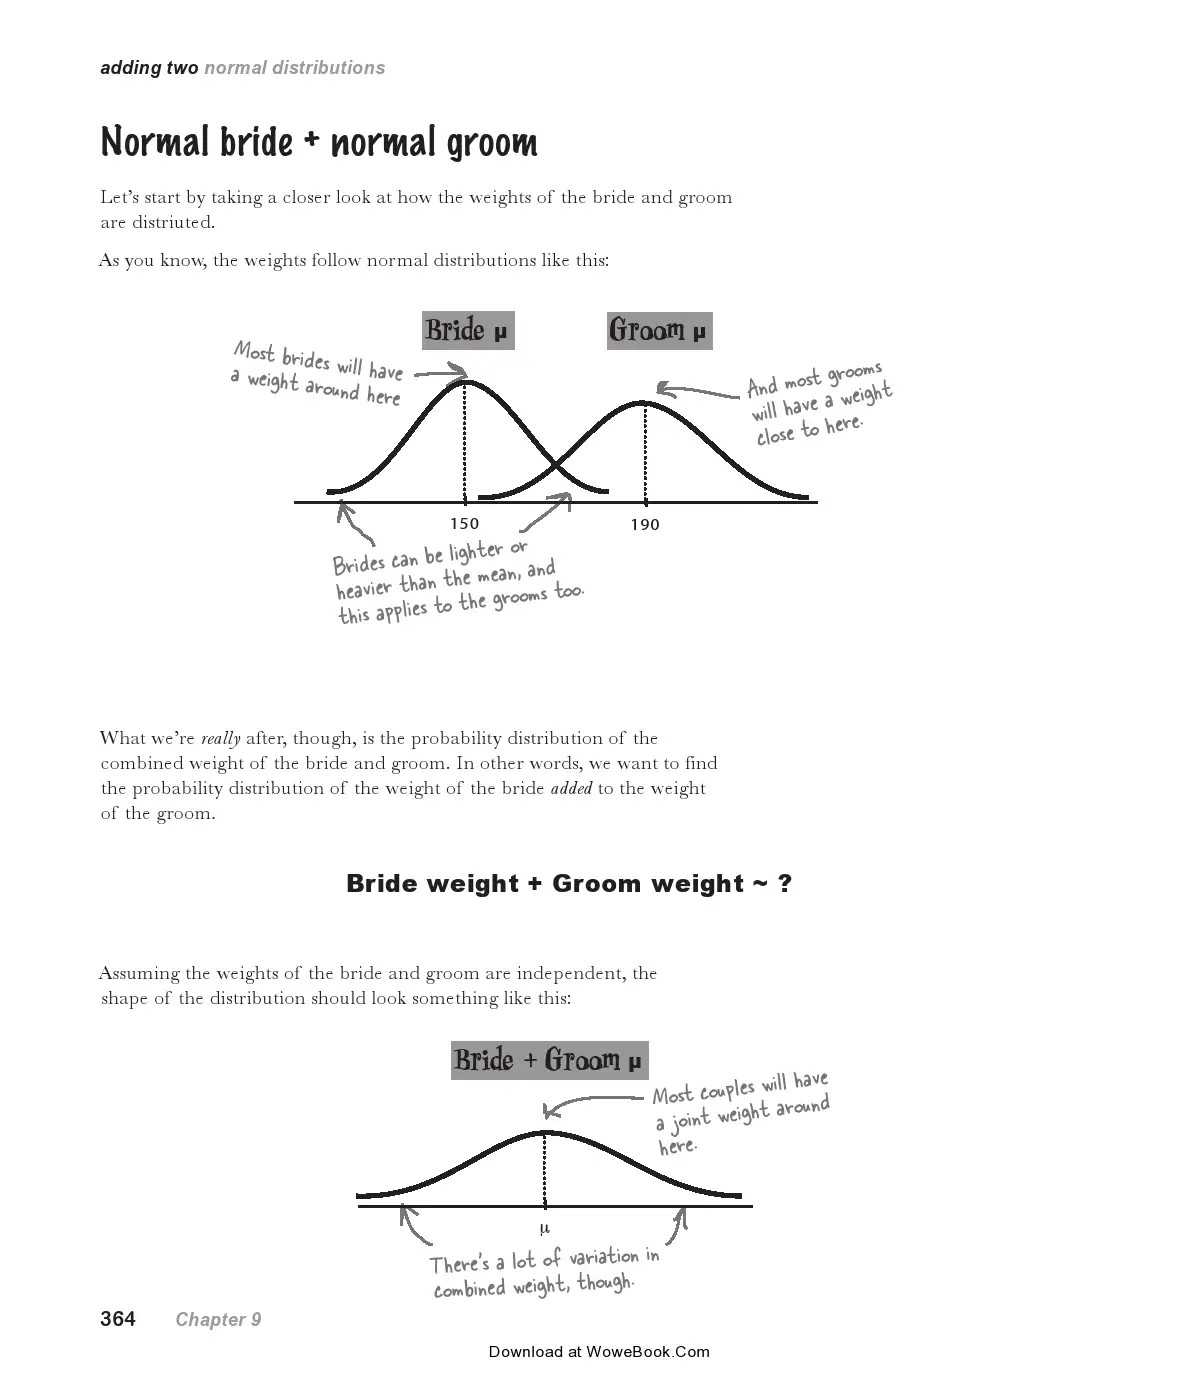 adding two normal distributions
Normal bride + normal groom
Let's start by taking a closer look at how the weights of the bride and groom
are distriuted.
As you know, the weights follow normal distributions like this:
Bride μ
Groom μ
Most brides will have
a weight around here
And most grooms
will have a weight
close to here.
150
190
Brides can be lighter or
heavier than the mean, and
this applies to the grooms too.
What we're really after, though, is the probability distribution of the
combined weight of the bride and groom. In other words, we want to find
the probability distribution of the weight of the bride added to the weight
of the groom.
Bride weight + Groom weight ~ ?
Assuming the weights of the bride and groom are independent, the
shape of the distribution should look something like this:
Bride + Groom μ
Most couples will have
a joint weight around
here.
μ
There's a lot of variation in
combined weight, though.
364 Chapter 9
Download at WoweBook.Com